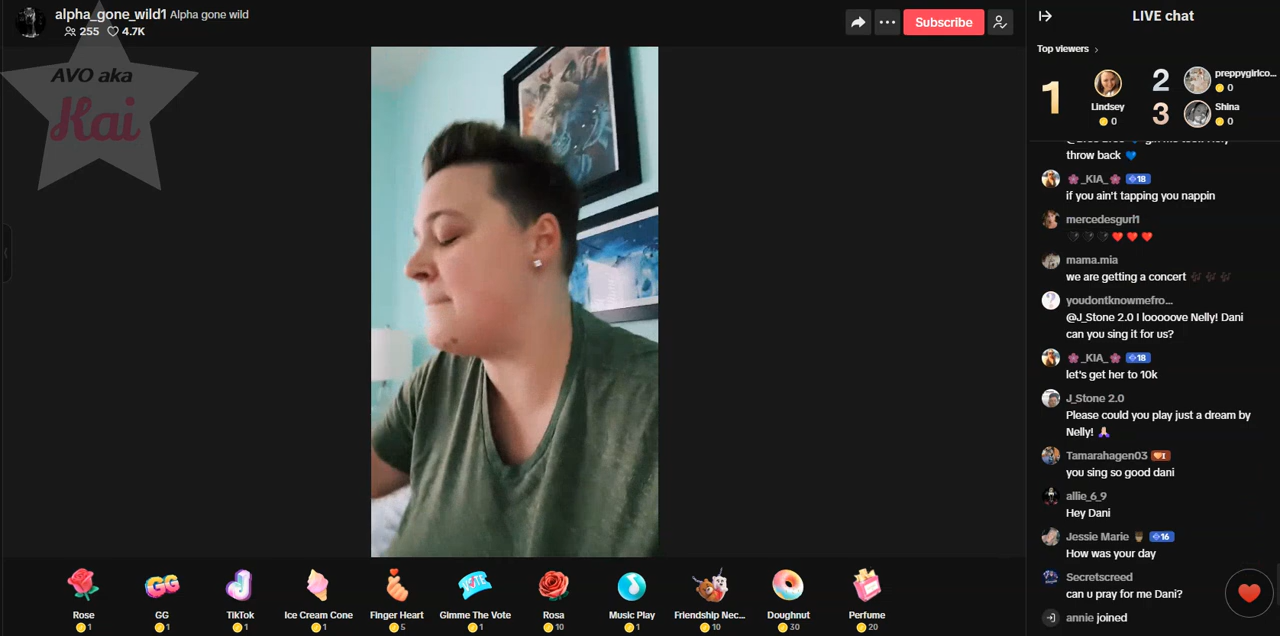 alpha_gone_wild1 Alpha gone wild
255 4.7K
Subscribe
AVO aka
Kai
LIVE chat
Top viewers
1
Lindsey
0
2
preppygirlco...
0
3
Shina
0
throw back
_KIA_ 18
if you ain't tapping you nappin
mercedesgurl1
mama.mia
we are getting a concert
youdontknowmefro...
@J_Stone 2.0 I looooove Nelly! Dani
can you sing it for us?
_KIA_ 18
let's get her to 10k
J_Stone 2.0
Please could you play just a dream by
Nelly!
Tamarahagen03 I
you sing so good dani
allie_6_9
Hey Dani
Jessie Marie 16
How was your day
Secretscreed
can u pray for me Dani?
annie joined
Rose
1
GG
1
TikTok
1
Ice Cream Cone
1
Finger Heart
5
Gimme The Vote
1
Rosa
10
Music Play
1
Friendship Nec...
10
Doughnut
30
Perfume
20